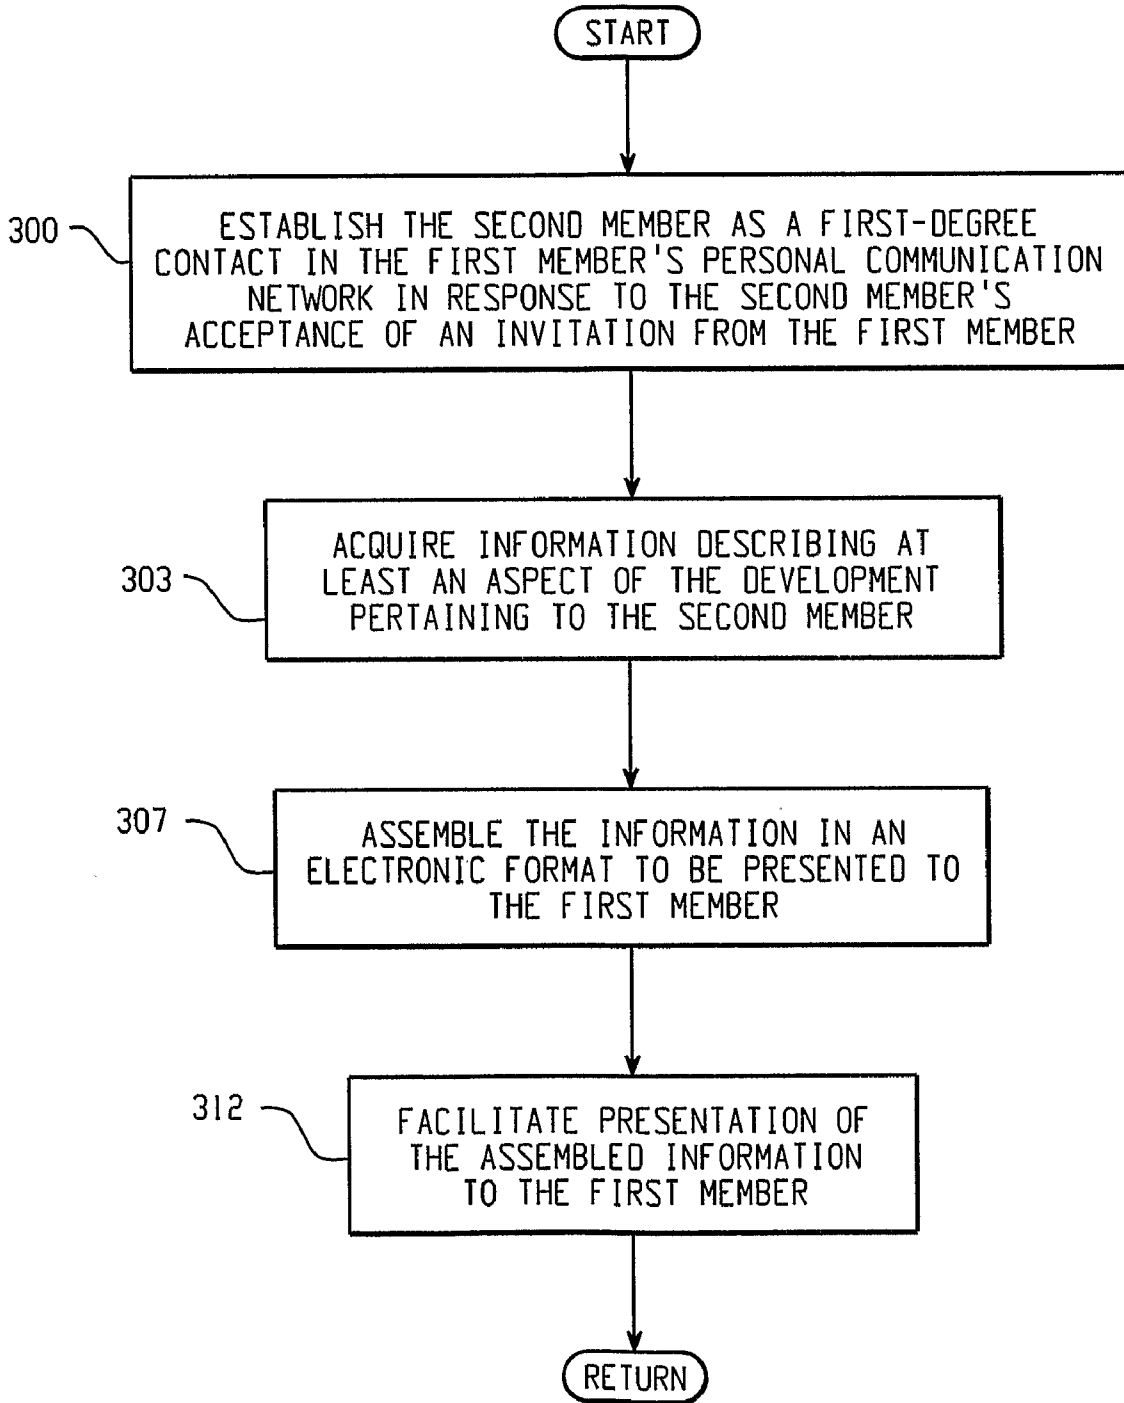 START
300
ESTABLISH THE SECOND MEMBER AS A FIRST-DEGREE
CONTACT IN THE FIRST MEMBER'S PERSONAL COMMUNICATION
NETWORK IN RESPONSE TO THE SECOND MEMBER'S
ACCEPTANCE OF AN INVITATION FROM THE FIRST MEMBER
303
ACQUIRE INFORMATION DESCRIBING AT
LEAST AN ASPECT OF THE DEVELOPMENT
PERTAINING TO THE SECOND MEMBER
307
ASSEMBLE THE INFORMATION IN AN
ELECTRONIC FORMAT TO BE PRESENTED TO
THE FIRST MEMBER
312
FACILITATE PRESENTATION OF
THE ASSEMBLED INFORMATION
TO THE FIRST MEMBER
RETURN